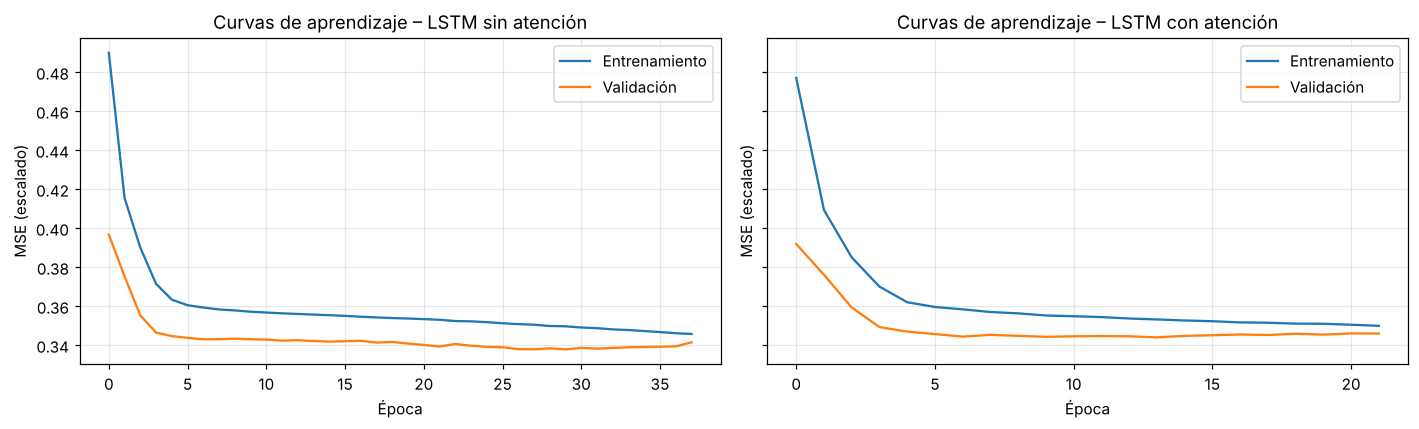 Curvas de aprendizaje – LSTM sin atención
MSE (escalado)
0.48
0.46
0.44
0.42
0.40
0.38
0.36
0.34
Entrenamiento
Validación
0 5 10 15 20 25 30 35
Época
Curvas de aprendizaje – LSTM con atención
MSE (escalado)
Entrenamiento
Validación
0 5 10 15 20
Época